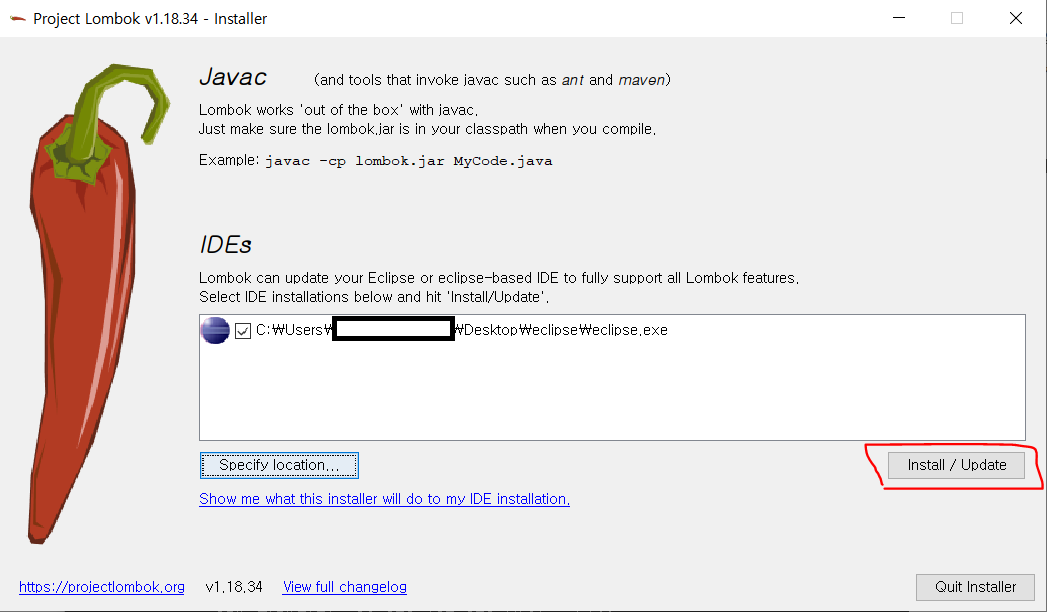 Project Lombok v1.18.34 - Installer
Javac (and tools that invoke javac such as ant and maven)
Lombok works 'out of the box' with javac.
Just make sure the lombok.jar is in your classpath when you compile.
Example: javac -cp lombok.jar MyCode.java
IDEs
Lombok can update your Eclipse or eclipse-based IDE to fully support all Lombok features.
Select IDE installations below and hit 'Install/Update'.
C:₩Users₩ ₩Desktop₩eclipse₩eclipse.exe
Specify location... Install / Update
Show me what this installer will do to my IDE installation.
https://projectlombok.org v1.18.34 View full changelog Quit Installer